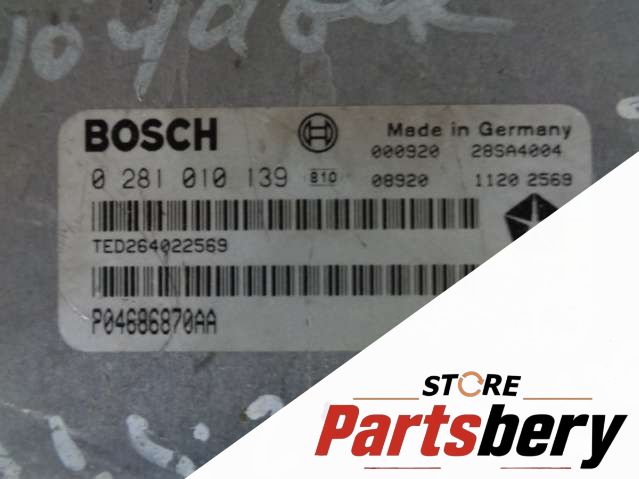 BOSCH
Made in Germany
000920 28SA4004
0 281 010 139 810 08920 1120 2569
TED264022569
P04686870AA
STORE
Partsbery